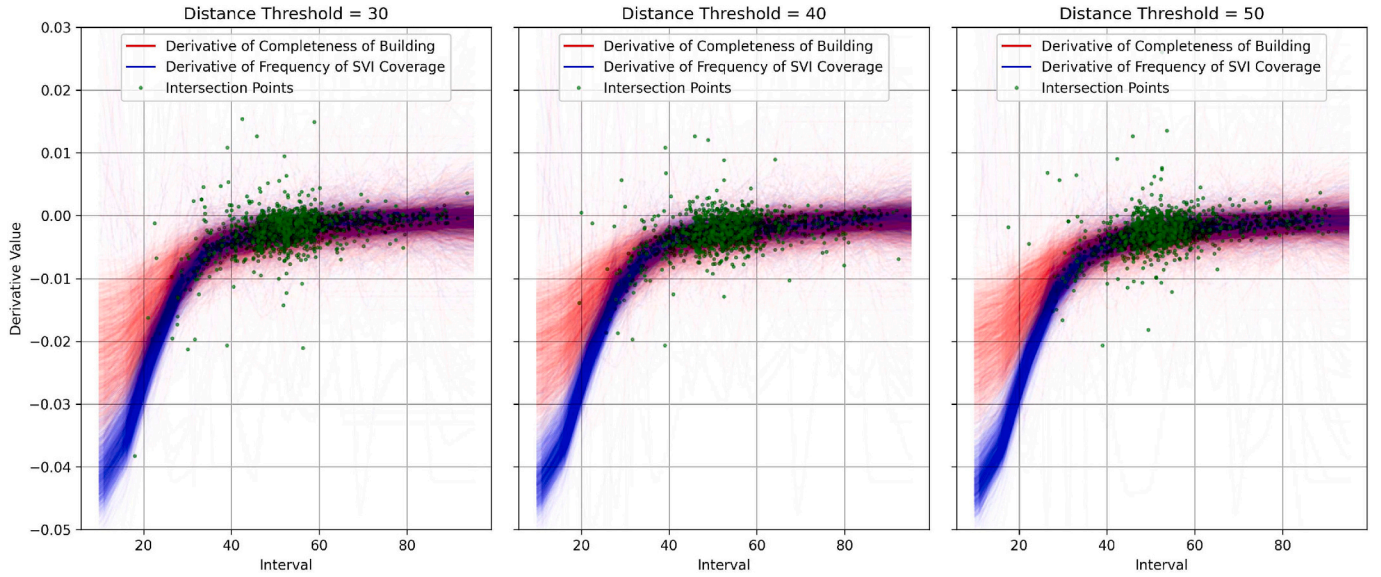 Distance Threshold = 30
Distance Threshold = 40
Distance Threshold = 50
0.03
0.02
0.01
0.00
−0.01
−0.02
−0.03
−0.04
−0.05
Derivative Value
Derivative of Completeness of Building
Derivative of Frequency of SVI Coverage
Intersection Points
Derivative of Completeness of Building
Derivative of Frequency of SVI Coverage
Intersection Points
Derivative of Completeness of Building
Derivative of Frequency of SVI Coverage
Intersection Points
20 40 60 80
20 40 60 80
20 40 60 80
Interval
Interval
Interval